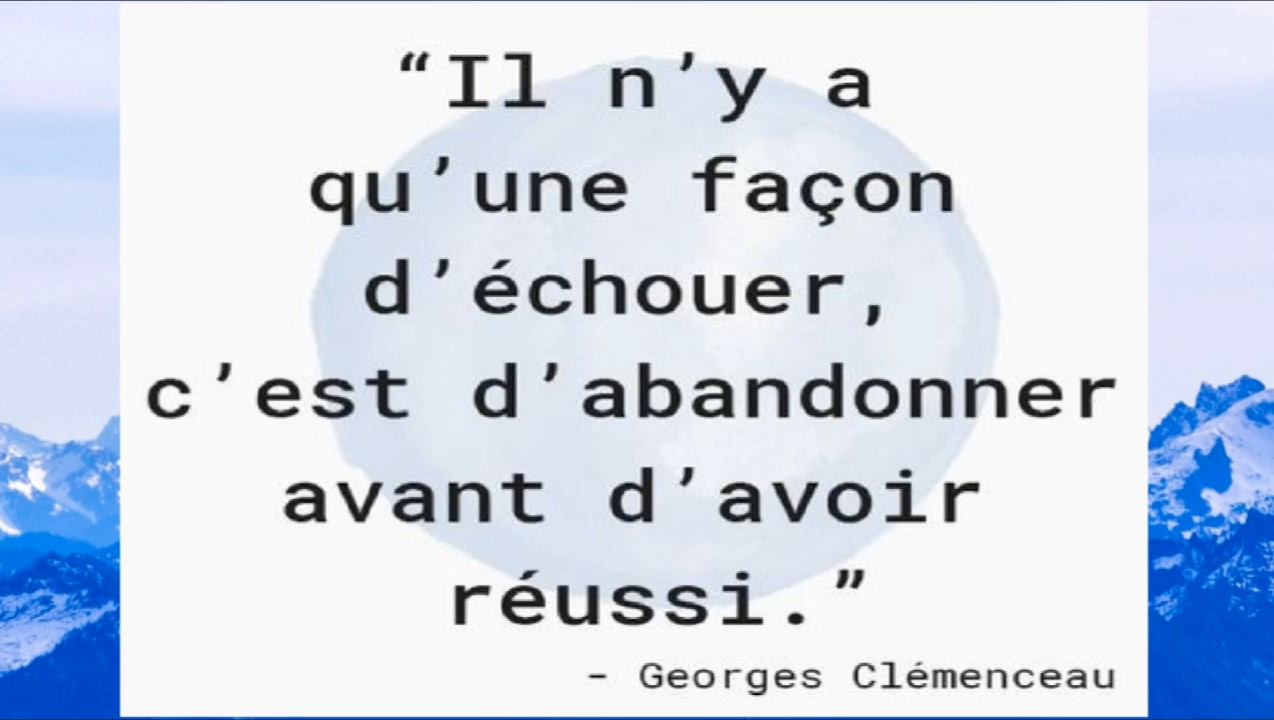 “Il n’y a
qu’une façon
d’échouer,
c’est d’abandonner
avant d’avoir
réussi.”
- Georges Clémenceau